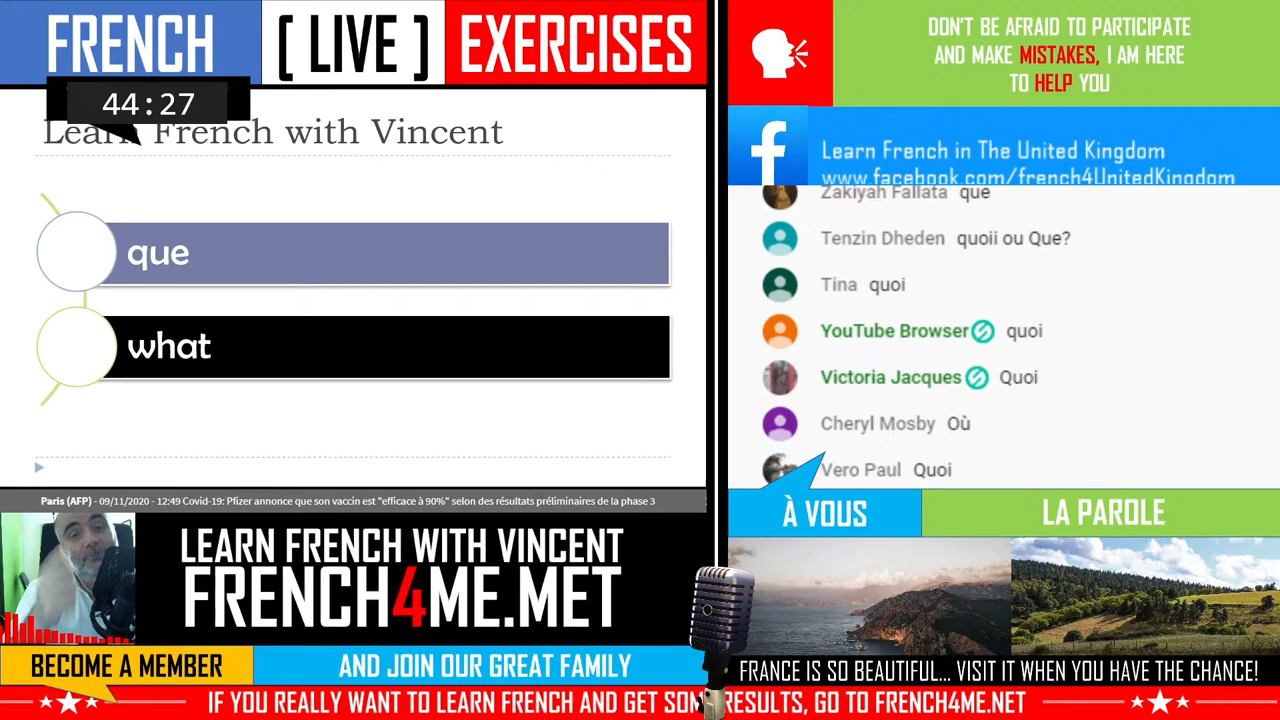 FRENCH
[ LIVE ]
EXERCISES
44:27
Learn French with Vincent
que
what
Paris (AFP) - 09/11/2020 - 12:49 Covid-19: Pfizer annonce que son vaccin est "efficace à 90%" selon des résultats préliminaires de la phase 3
LEARN FRENCH WITH VINCENT
FRENCH4ME.MET
BECOME A MEMBER
AND JOIN OUR GREAT FAMILY
DON'T BE AFRAID TO PARTICIPATE
AND MAKE MISTAKES, I AM HERE
TO HELP YOU
f
Learn French in The United Kingdom
www.facebook.com/french4UnitedKingdom
Zakiyah Fallata que
Tenzin Dheden quoii ou Que?
Tina quoi
YouTube Browser quoi
Victoria Jacques Quoi
Cheryl Mosby Où
Vero Paul Quoi
À VOUS
LA PAROLE
FRANCE IS SO BEAUTIFUL... VISIT IT WHEN YOU HAVE THE CHANCE!
IF YOU REALLY WANT TO LEARN FRENCH AND GET SOME RESULTS, GO TO FRENCH4ME.NET